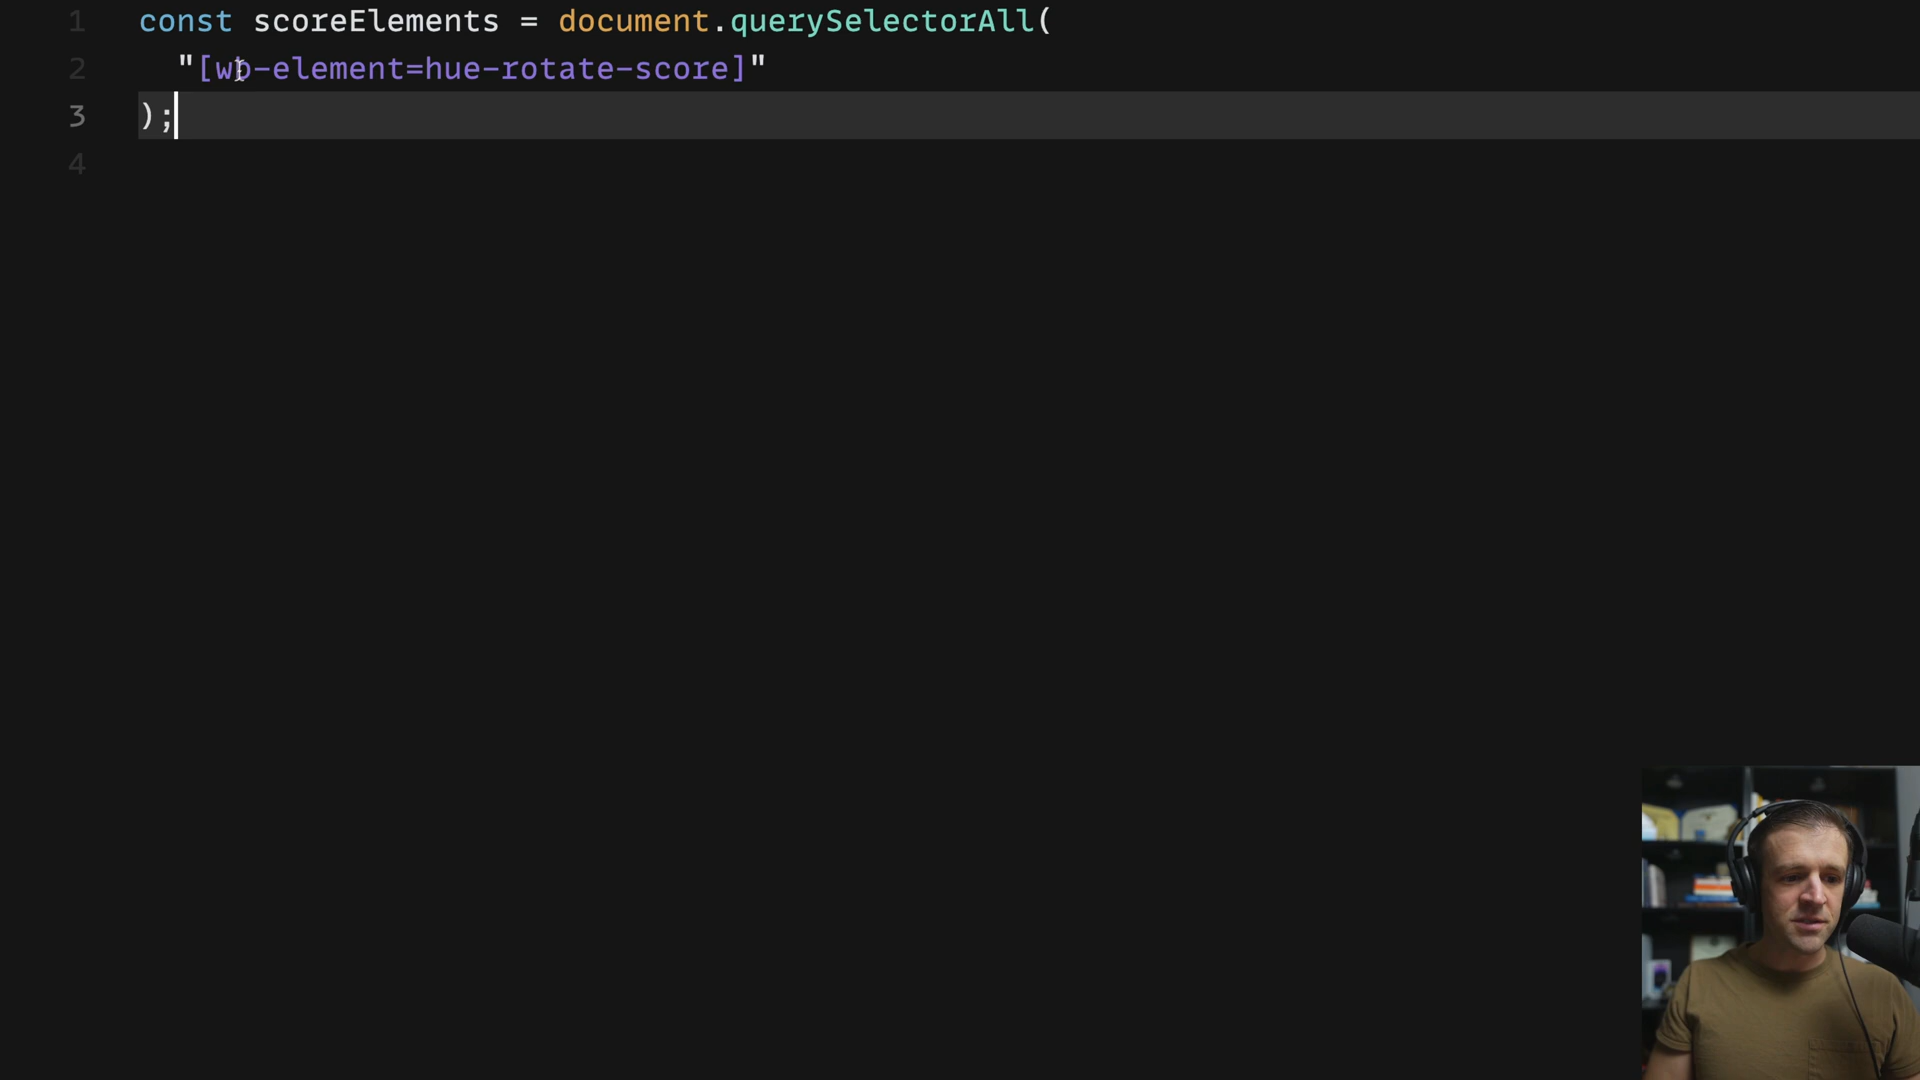 1 const scoreElements = document.querySelectorAll(
2 "[wb-element=hue-rotate-score]"
3 );
4